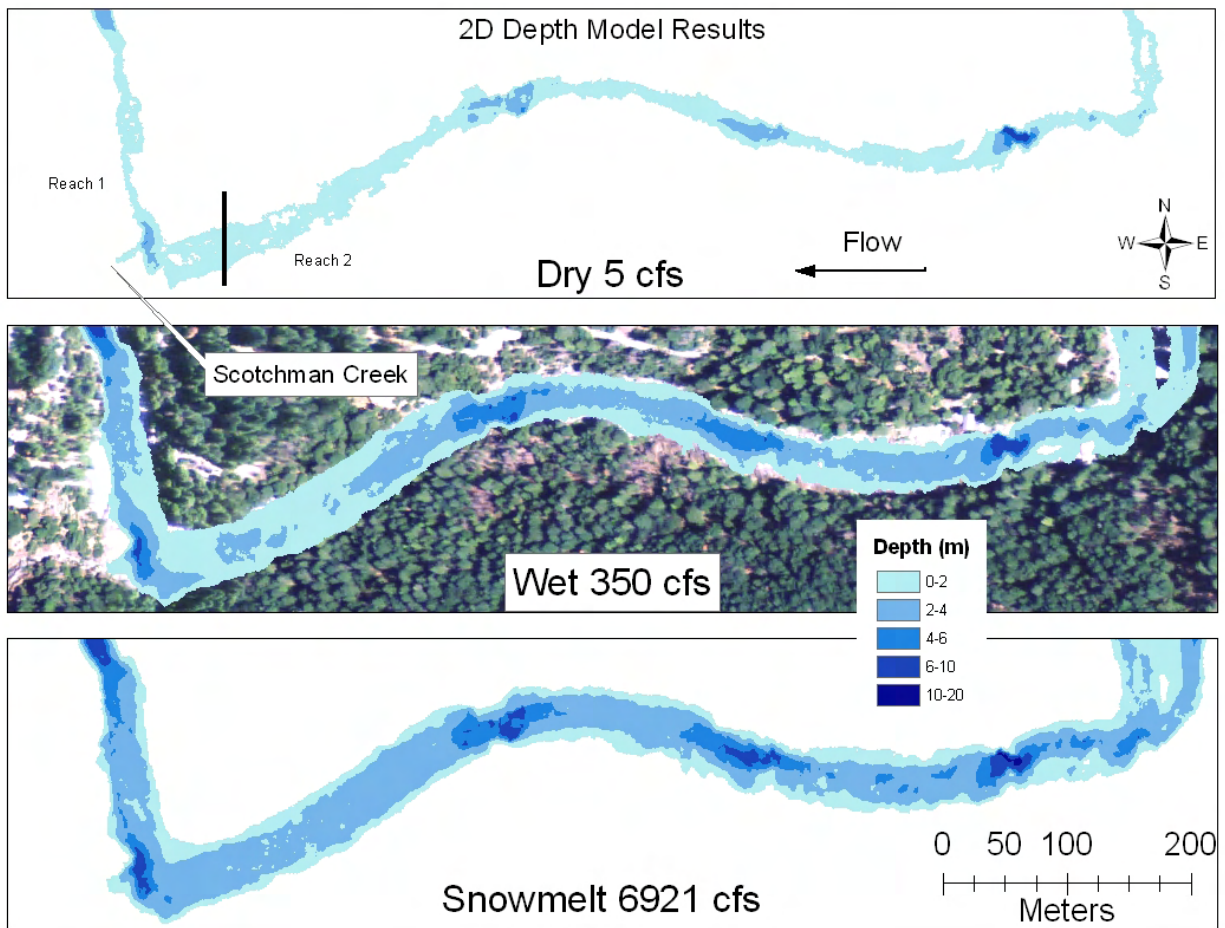 2D Depth Model Results
Reach 1
Reach 2
Flow
N
W E
S
Dry 5 cfs
Scotchman Creek
Wet 350 cfs
Depth (m)
0-2
2-4
4-6
6-10
10-20
0 50 100 200
Meters
Snowmelt 6921 cfs